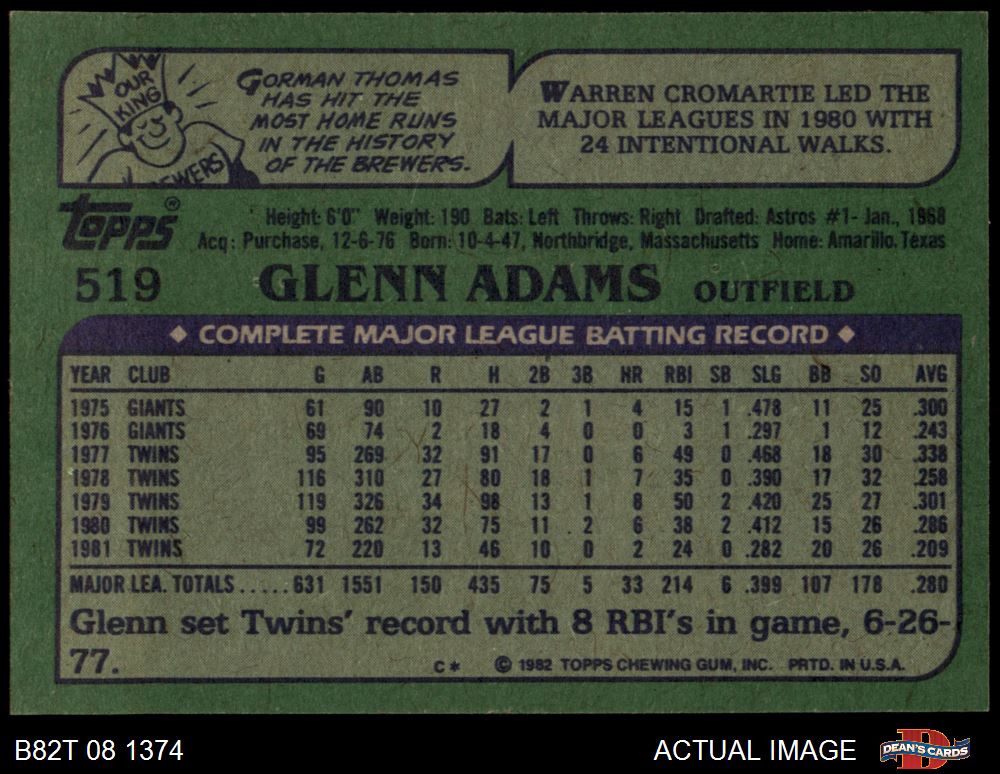 OUR
KING
BREWERS
GORMAN THOMAS
HAS HIT THE
MOST HOME RUNS
IN THE HISTORY
OF THE BREWERS.
WARREN CROMARTIE LED THE
MAJOR LEAGUES IN 1980 WITH
24 INTENTIONAL WALKS.
TOPPS®
Height: 6'0" Weight: 190 Bats: Left Throws: Right Drafted: Astros #1-Jan., 1968
Acq: Purchase, 12-6-76 Born: 10-4-47, Northbridge, Massachusetts Home: Amarillo, Texas
519 GLENN ADAMS OUTFIELD
◆ COMPLETE MAJOR LEAGUE BATTING RECORD ◆
YEAR CLUB G AB R H 2B 3B HR RBI SB SLG BB SO AVG
1975 GIANTS 61 90 10 27 2 1 4 15 1 .478 11 25 .300
1976 GIANTS 69 74 2 18 4 0 0 3 1 .297 1 12 .243
1977 TWINS 95 269 32 91 17 0 6 49 0 .468 18 30 .338
1978 TWINS 116 310 27 80 18 1 7 35 0 .390 17 32 .258
1979 TWINS 119 326 34 98 13 1 8 50 2 .420 25 27 .301
1980 TWINS 99 262 32 75 11 2 6 38 2 .412 15 26 .286
1981 TWINS 72 220 13 46 10 0 2 24 0 .282 20 26 .209
MAJOR LEA. TOTALS.....631 1551 150 435 75 5 33 214 6 .399 107 178 .280
Glenn set Twins' record with 8 RBI's in game, 6-26-
77.
C* © 1982 TOPPS CHEWING GUM, INC. PRTD. IN U.S.A.
B82T 08 1374
ACTUAL IMAGE
DEAN'S CARDS